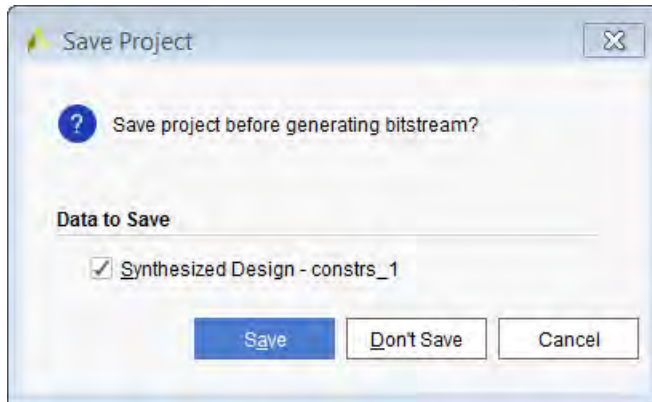 Save Project
Save project before generating bitstream?
Data to Save
Synthesized Design - constrs_1
Save
Don't Save
Cancel